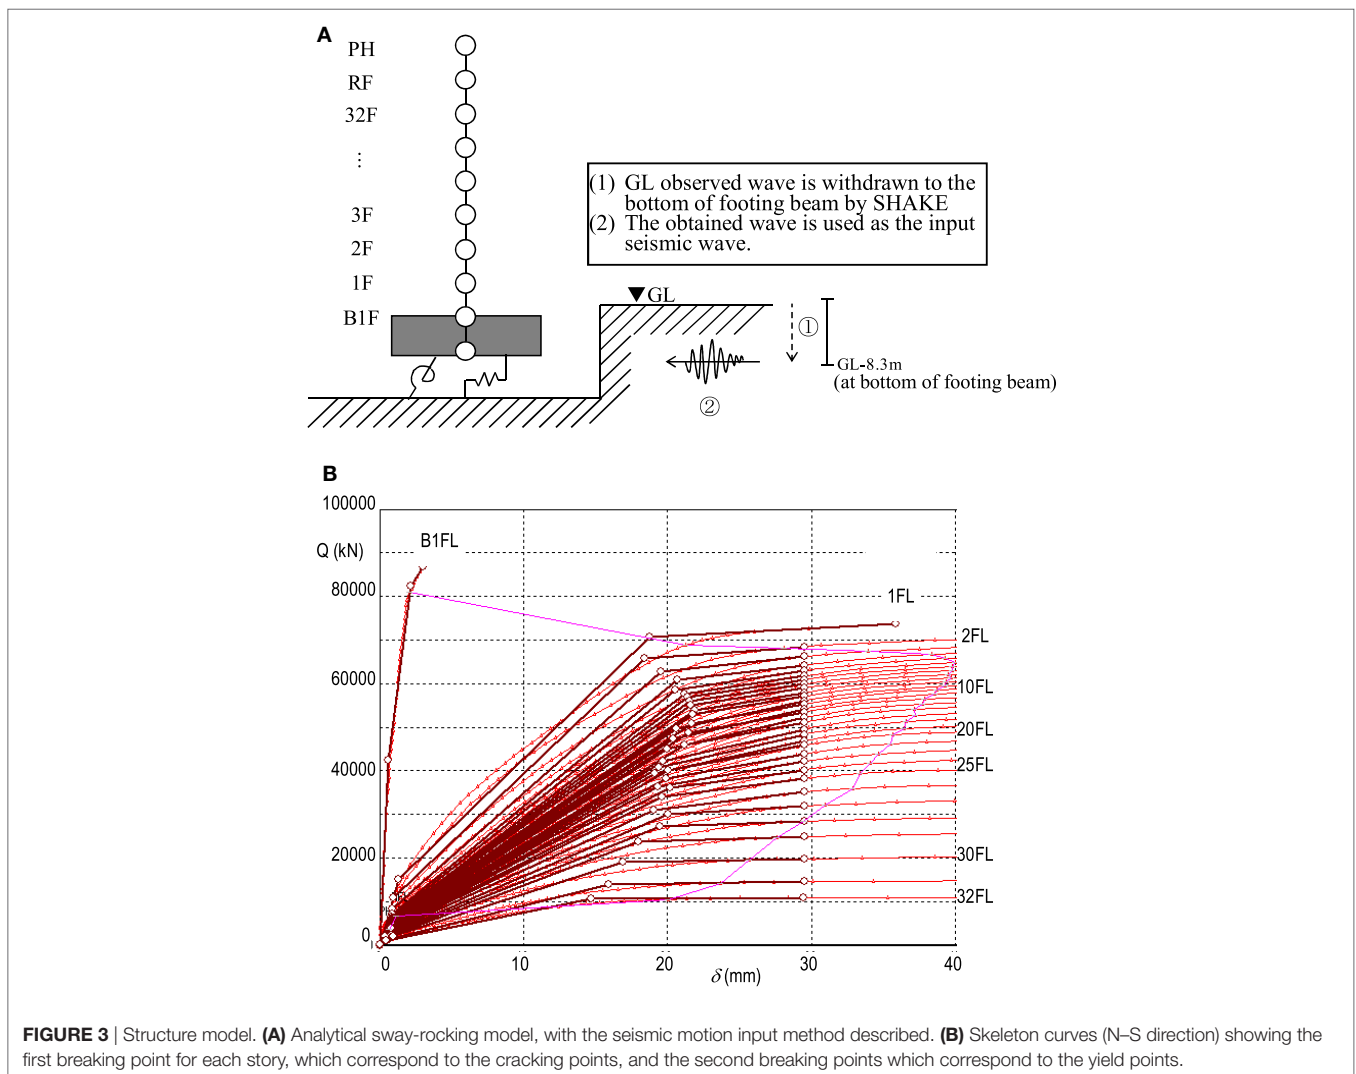 A
PH
RF
32F
⋮
3F
2F
1F
B1F
(1) GL observed wave is withdrawn to the
bottom of footing beam by SHAKE
(2) The obtained wave is used as the input
seismic wave.
GL
①
GL-8.3m
(at bottom of footing beam)
②
B
100000
Q (kN)
80000
60000
40000
20000
0
B1FL
1FL
2FL
10FL
20FL
25FL
30FL
32FL
0 10 20 30 40
δ (mm)
FIGURE 3 | Structure model. (A) Analytical sway-rocking model, with the seismic motion input method described. (B) Skeleton curves (N–S direction) showing the
first breaking point for each story, which correspond to the cracking points, and the second breaking points which correspond to the yield points.